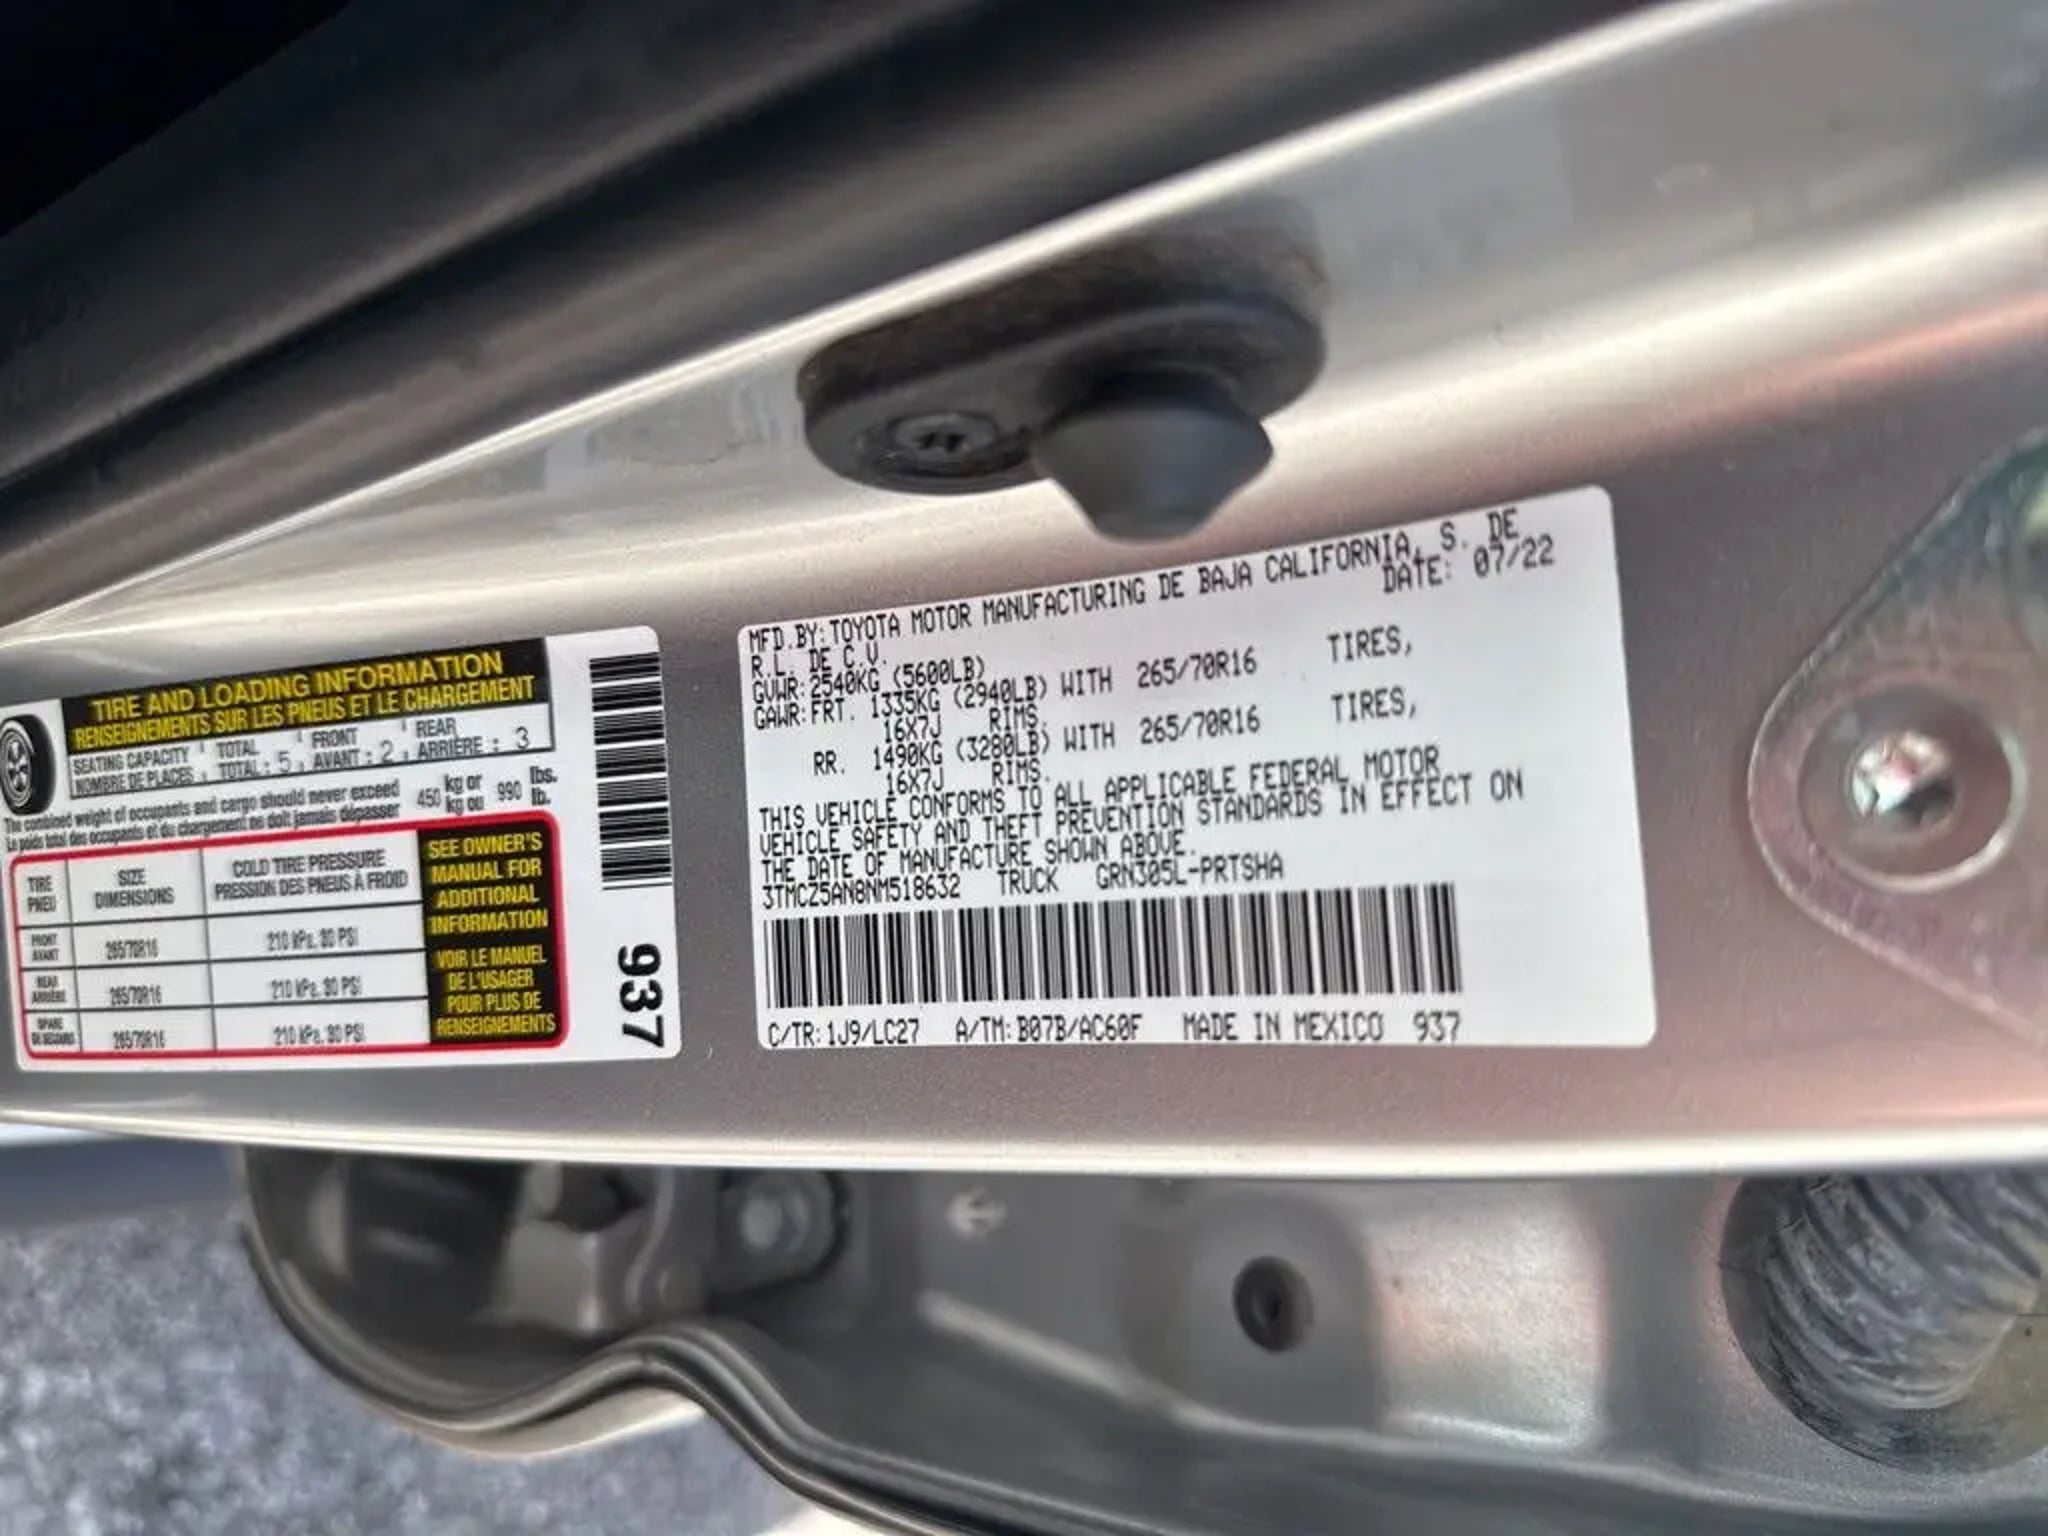 TIRE AND LOADING INFORMATION
RENSEIGNEMENTS SUR LES PNEUS ET LE CHARGEMENT
SEATING CAPACITY TOTAL FRONT REAR
NOMBRE DE PLACES TOTAL: 5 AVANT: 2 ARRIÈRE: 3
The combined weight of occupants and cargo should never exceed 450 kg or 990 lbs.
Le poids total des occupants et du chargement ne doit jamais dépasser kg ou lb.
TIRE SIZE COLD TIRE PRESSURE
PNEU DIMENSIONS PRESSION DES PNEUS À FROID
FRONT
AVANT 265/70R16 210 kPa, 30 PSI
REAR
ARRIÈRE 265/70R16 210 kPa, 30 PSI
SPARE
DE SECOURS 265/70R16 210 kPa, 30 PSI
SEE OWNER'S
MANUAL FOR
ADDITIONAL
INFORMATION
VOIR LE MANUEL
DE L'USAGER
POUR PLUS DE
RENSEIGNEMENTS
937
MFD.BY:TOYOTA MOTOR MANUFACTURING DE BAJA CALIFORNIA, S. DE
R.L. DE C.V. DATE: 07/22
GVWR:2540KG (5600LB)
GAWR:FRT. 1335KG (2940LB) WITH 265/70R16 TIRES,
16X7J RIMS.
RR. 1490KG (3280LB) WITH 265/70R16 TIRES,
16X7J RIMS.
THIS VEHICLE CONFORMS TO ALL APPLICABLE FEDERAL MOTOR
VEHICLE SAFETY AND THEFT PREVENTION STANDARDS IN EFFECT ON
THE DATE OF MANUFACTURE SHOWN ABOVE.
3TMCZ5AN8NM518632 TRUCK GRN305L-PRTSHA
C/TR:1J9/LC27 A/TM:B07B/AC60F MADE IN MEXICO 937